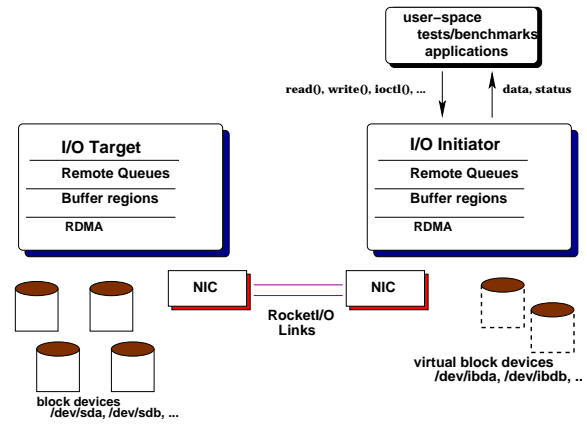 user−space
tests/benchmarks
applications
read(), write(), ioctl(), ...
data, status
I/O Target
Remote Queues
Buffer regions
RDMA
I/O Initiator
Remote Queues
Buffer regions
RDMA
NIC
NIC
RocketI/O
Links
block devices
/dev/sda, /dev/sdb, ...
virtual block devices
/dev/ibda, /dev/ibdb, ..